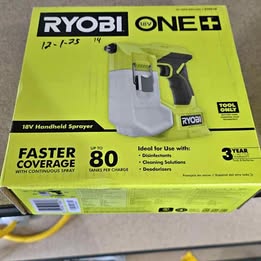 RYOBI 18V ONE+
12-1-25 14
TOOL ONLY
RYOBI
18V Handheld Sprayer
FASTER COVERAGE
WITH CONTINUOUS SPRAY
UP TO 80
TANKS PER CHARGE
Ideal for Use with:
• Disinfectants
• Cleaning Solutions
• Deodorizers
3 YEAR